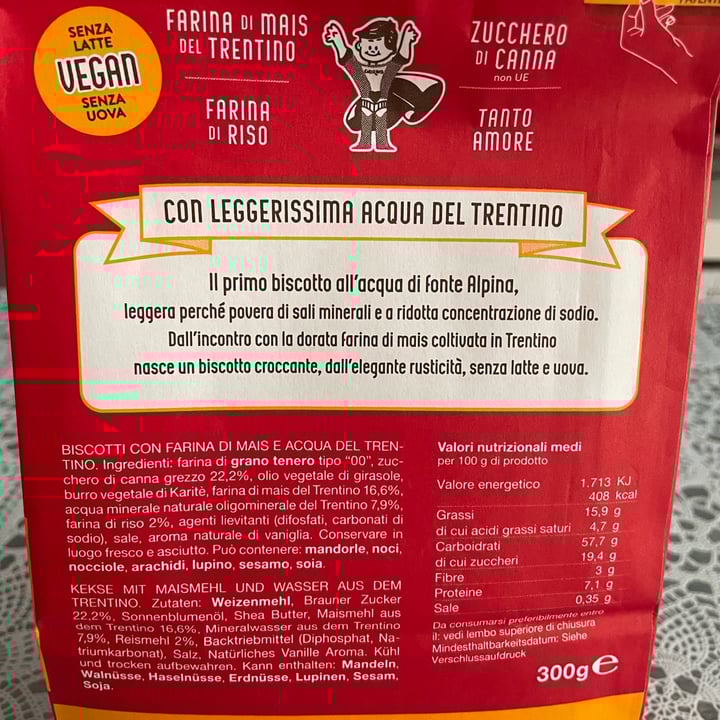 SENZA
LATTE
VEGAN
SENZA
UOVA
FARINA DI MAIS
DEL TRENTINO
FARINA
DI RISO
ZUCCHERO
DI CANNA
non UE
TANTO
AMORE
CON LEGGERISSIMA ACQUA DEL TRENTINO
Il primo biscotto all'acqua di fonte Alpina,
leggera perché povera di sali minerali e a ridotta concentrazione di sodio.
Dall'incontro con la dorata farina di mais coltivata in Trentino
nasce un biscotto croccante, dall'elegante rusticità, senza latte e uova.
BISCOTTI CON FARINA DI MAIS E ACQUA DEL TREN-
TINO. Ingredienti: farina di grano tenero tipo "00", zuc-
chero di canna grezzo 22,2%, olio vegetale di girasole,
burro vegetale di Karitè, farina di mais del Trentino 16,6%,
acqua minerale naturale oligominerale del Trentino 7,9%,
farina di riso 2%, agenti lievitanti (difosfati, carbonati di
sodio), sale, aroma naturale di vaniglia. Conservare in
luogo fresco e asciutto. Può contenere: mandorle, noci,
nocciole, arachidi, lupino, sesamo, soia.
KEKSE MIT MAISMEHL UND WASSER AUS DEM
TRENTINO. Zutaten: Weizenmehl, Brauner Zucker
22,2%, Sonnenblumenöl, Shea Butter, Maismehl aus
dem Trentino 16,6%, Mineralwasser aus dem Trentino
7,9%, Reismehl 2%, Backtriebmittel (Diphosphat, Na-
triumkarbonat), Salz, Natürliches Vanille Aroma. Kühl
und trocken aufbewahren. Kann enthalten: Mandeln,
Walnüsse, Haselnüsse, Erdnüsse, Lupinen, Sesam,
Soja.
Valori nutrizionali medi
per 100 g di prodotto
Valore energetico 1.713 KJ
408 kcal
Grassi 15,9 g
di cui acidi grassi saturi 4,7 g
Carboidrati 57,7 g
di cui zuccheri 19,4 g
Fibre 3 g
Proteine 7,1 g
Sale 0,35 g
Da consumarsi preferibilmente entro
il: vedi lembo superiore di chiusura
Mindesthaltbarkeitsdatum: Siehe
Verschlussaufdruck
300g e